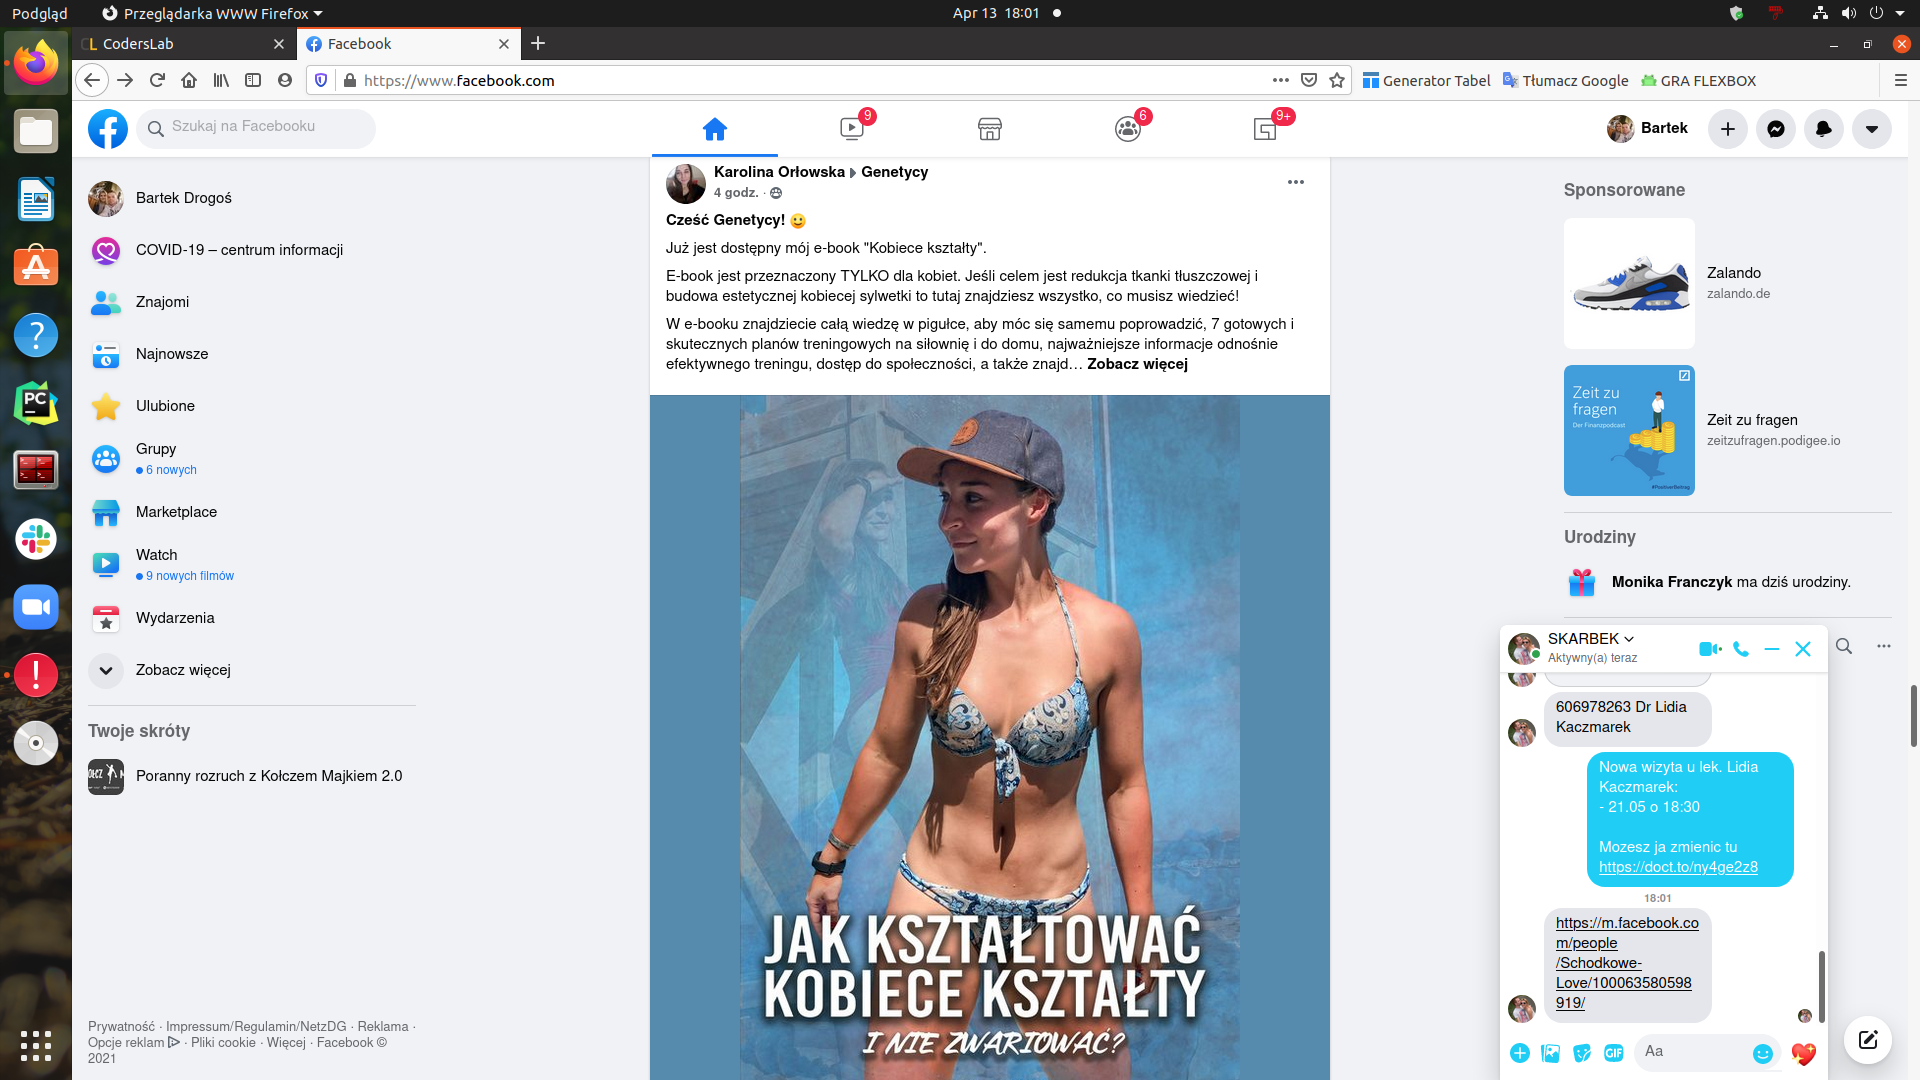 Podgląd
Przeglądarka WWW Firefox
Apr 13 18:01
CodersLab
Facebook
https://www.facebook.com
Generator Tabel
Tłumacz Google
GRA FLEXBOX
Szukaj na Facebooku
9
6
9+
Bartek
Bartek Drogoś
COVID-19 – centrum informacji
Znajomi
Najnowsze
Ulubione
Grupy
6 nowych
Marketplace
Watch
9 nowych filmów
Wydarzenia
Zobacz więcej
Twoje skróty
Poranny rozruch z Kołczem Majkiem 2.0
Prywatność · Impressum/Regulamin/NetzDG · Reklama ·
Opcje reklam · Pliki cookie · Więcej · Facebook ©
2021
Karolina Orłowska Genetycy
4 godz. ·
Cześć Genetycy!
Już jest dostępny mój e-book "Kobiece kształty".
E-book jest przeznaczony TYLKO dla kobiet. Jeśli celem jest redukcja tkanki tłuszczowej i
budowa estetycznej kobiecej sylwetki to tutaj znajdziesz wszystko, co musisz wiedzieć!
W e-booku znajdziecie całą wiedzę w pigułce, aby móc się samemu poprowadzić, 7 gotowych i
skutecznych planów treningowych na siłownię i do domu, najważniejsze informacje odnośnie
efektywnego treningu, dostęp do społeczności, a także znajd… Zobacz więcej
JAK KSZTAŁTOWAĆ
KOBIECE KSZTAŁTY
I NIE ZWARIOWAĆ?
Sponsorowane
Zalando
zalando.de
Zeit zu
fragen
Der Finanzpodcast
#PositiverBeitrag
Zeit zu fragen
zeitzufragen.podigee.io
Urodziny
Monika Franczyk ma dziś urodziny.
SKARBEK
Aktywny(a) teraz
606978263 Dr Lidia
Kaczmarek
Nowa wizyta u lek. Lidia
Kaczmarek:
- 21.05 o 18:30
Mozesz ja zmienic tu
https://doct.to/ny4ge2z8
18:01
https://m.facebook.co
m/people
/Schodkowe-
Love/100063580598
919/
GIF
Aa
PC